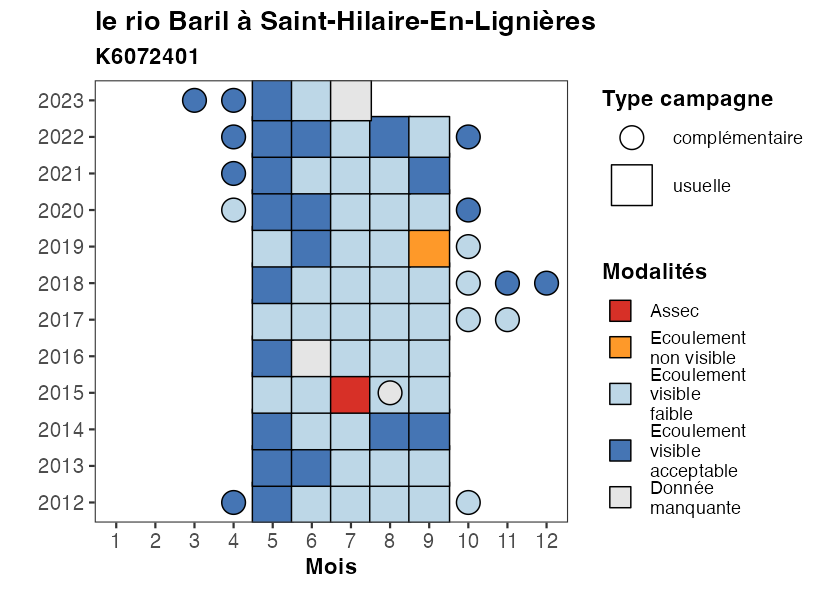 le rio Baril à Saint-Hilaire-En-Lignières
K6072401
2023
2022
2021
2020
2019
2018
2017
2016
2015
2014
2013
2012
1 2 3 4 5 6 7 8 9 10 11 12
Mois
Type campagne
complémentaire
usuelle
Modalités
Assec
Ecoulement
non visible
Ecoulement
visible
faible
Ecoulement
visible
acceptable
Donnée
manquante